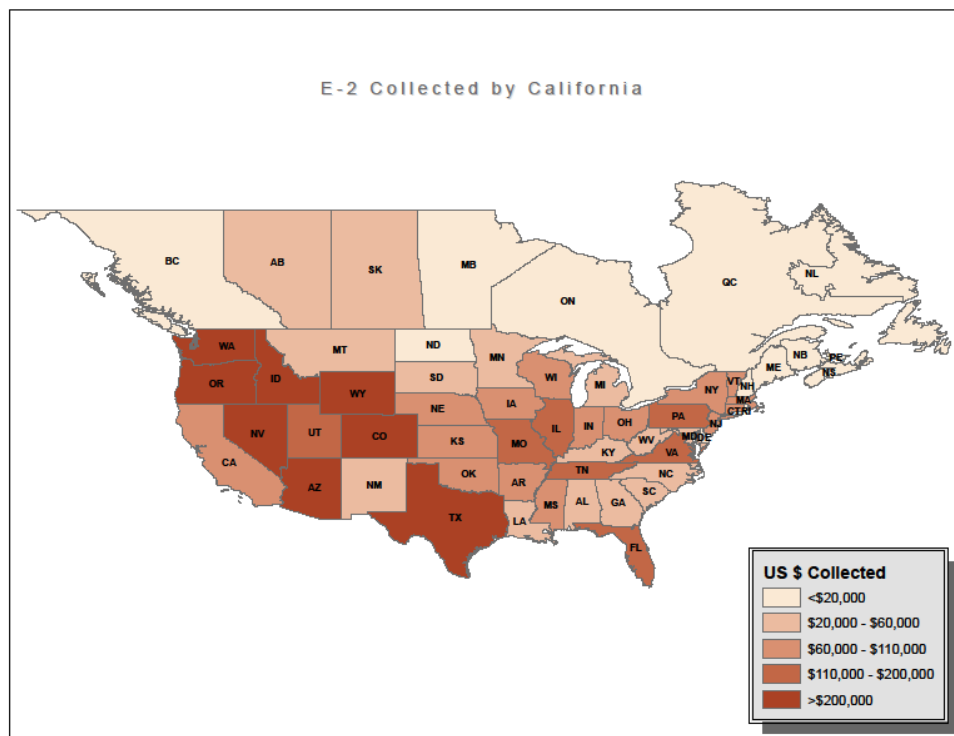 E-2 Collected by California
BC
AB
SK
MB
ON
QC
NL
WA
MT
ND
MN
OR
ID
SD
WI
MI
NY
VT
NH
ME
NB
PE
NS
MA
CT RI
WY
NE
IA
NV
UT
CO
KS
MO
IL
IN
OH
PA
NJ
MD
DE
WV
VA
KY
CA
AZ
NM
OK
AR
TN
NC
SC
TX
LA
MS
AL
GA
FL
US $ Collected
<$20,000
$20,000 - $60,000
$60,000 - $110,000
$110,000 - $200,000
>$200,000